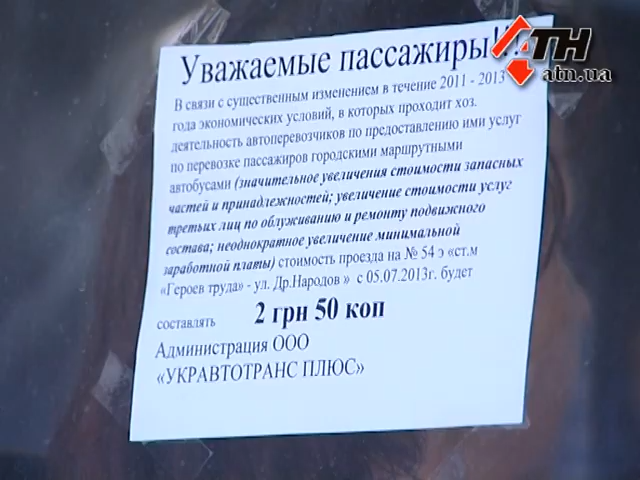 Уважаемые пассажиры!!!
В связи с существенным изменением в течение 2011 - 2013
года экономических условий, в которых проходит хоз.
деятельность автоперевозчиков по предоставлению ими услуг
по перевозке пассажиров городскими маршрутными
автобусами (значительное увеличения стоимости запасных
частей и принадлежностей; увеличение стоимости услуг
третьих лиц по облуживанию и ремонту подвижного
состава; неоднократное увеличение минимальной
заработной платы) стоимость проезда на № 54 э «ст.м
«Героев труда» - ул. Др.Народов » с 05.07.2013г. будет
составлять 2 грн 50 коп
Администрация ООО
«УКРАВТОТРАНС ПЛЮС»
АТН
atn.ua